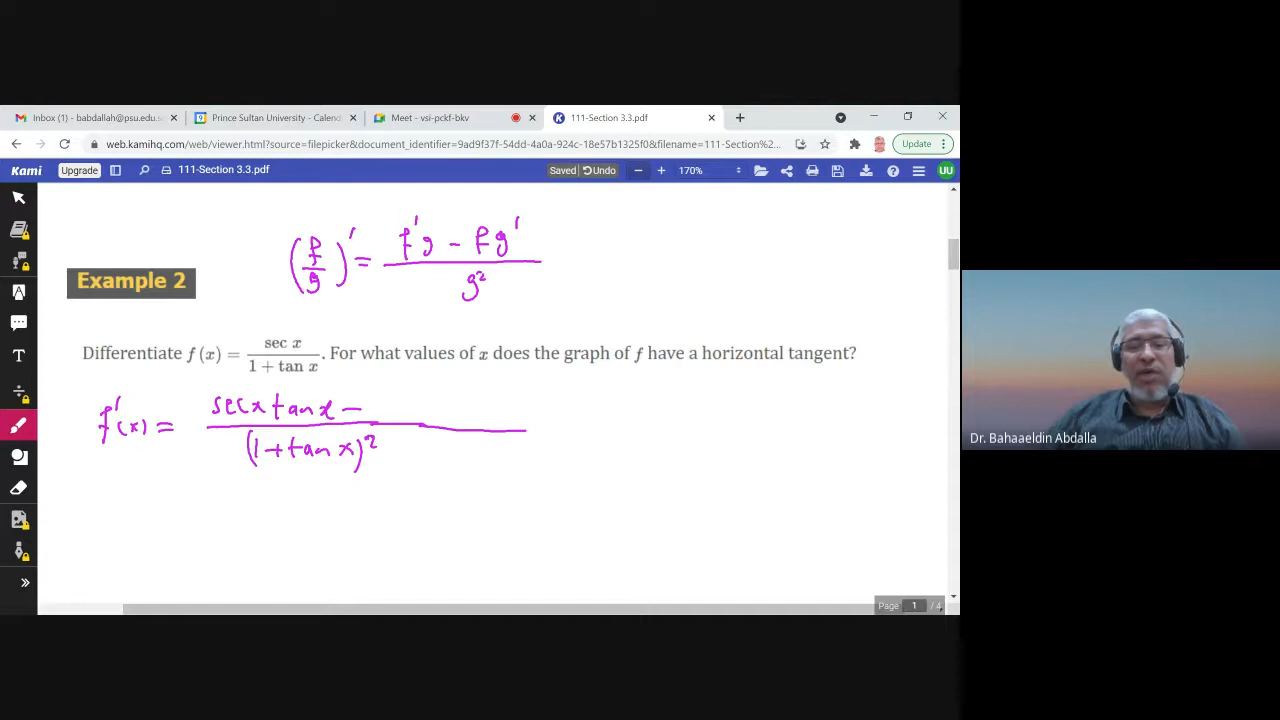 Inbox (1) - babdallah@psu.edu.s
Prince Sultan University - Calend
Meet - vsi-pckf-bkv
111-Section 3.3.pdf
web.kamihq.com/web/viewer.html?source=filepicker&document_identifier=9ad9f37f-54dd-4a0a-924c-18e57b1325f0&filename=111-Section%2...
Update
Kami
Upgrade
111-Section 3.3.pdf
Saved Undo
170%
UU
(f/g)' = (f'g - fg')/g²
Example 2
Differentiate f(x) = sec x/(1 + tan x). For what values of x does the graph of f have a horizontal tangent?
f'(x) = (sec x tan x −)/(1+tan x)²
Page 1 / 4
Dr. Bahaaeldin Abdalla